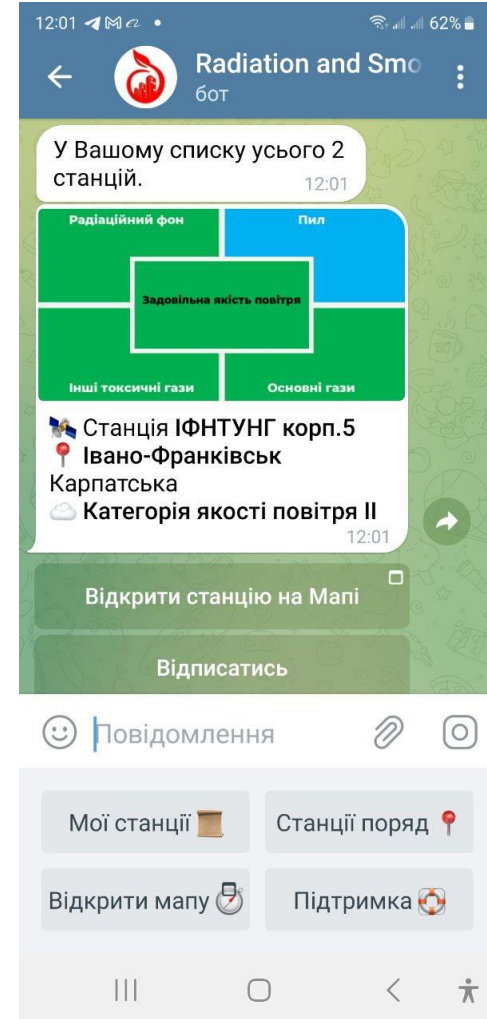 12:01
62%
Radiation and Smo
бот
У Вашому списку усього 2
станцій.
12:01
Радіаційний фон
Пил
Задовільна якість повітря
Інші токсичні гази
Основні гази
Станція ІФНТУНГ корп.5
Івано-Франківськ
Карпатська
Категорія якості повітря II
12:01
Відкрити станцію на Мапі
Відписатись
Повідомлення
Мої станції
Станції поряд
Відкрити мапу
Підтримка